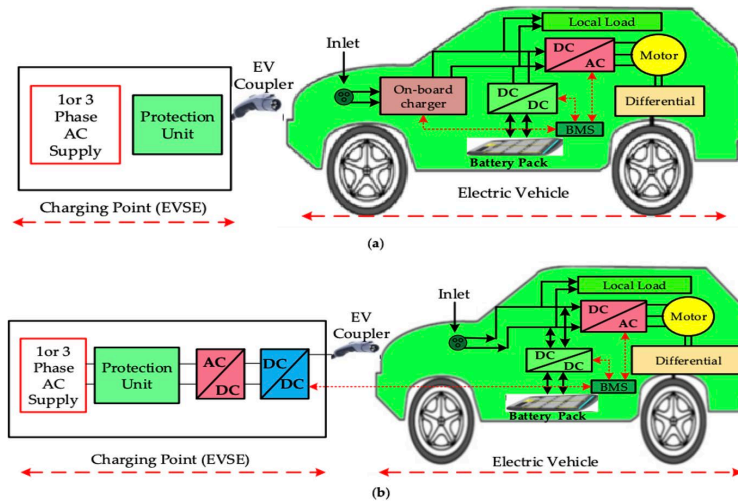 Local Load
Inlet
EV
Coupler
On-board
charger
DC
AC
Motor
1or 3
Phase
AC
Supply
Protection
Unit
DC
DC
Differential
BMS
Battery Pack
Electric Vehicle
Charging Point (EVSE)
(a)
Local Load
Inlet
EV
Coupler
DC
AC
Motor
1or 3
Phase
AC
Supply
Protection
Unit
AC
DC
DC
DC
DC
DC
Differential
BMS
Battery Pack
Charging Point (EVSE)
Electric Vehicle
(b)